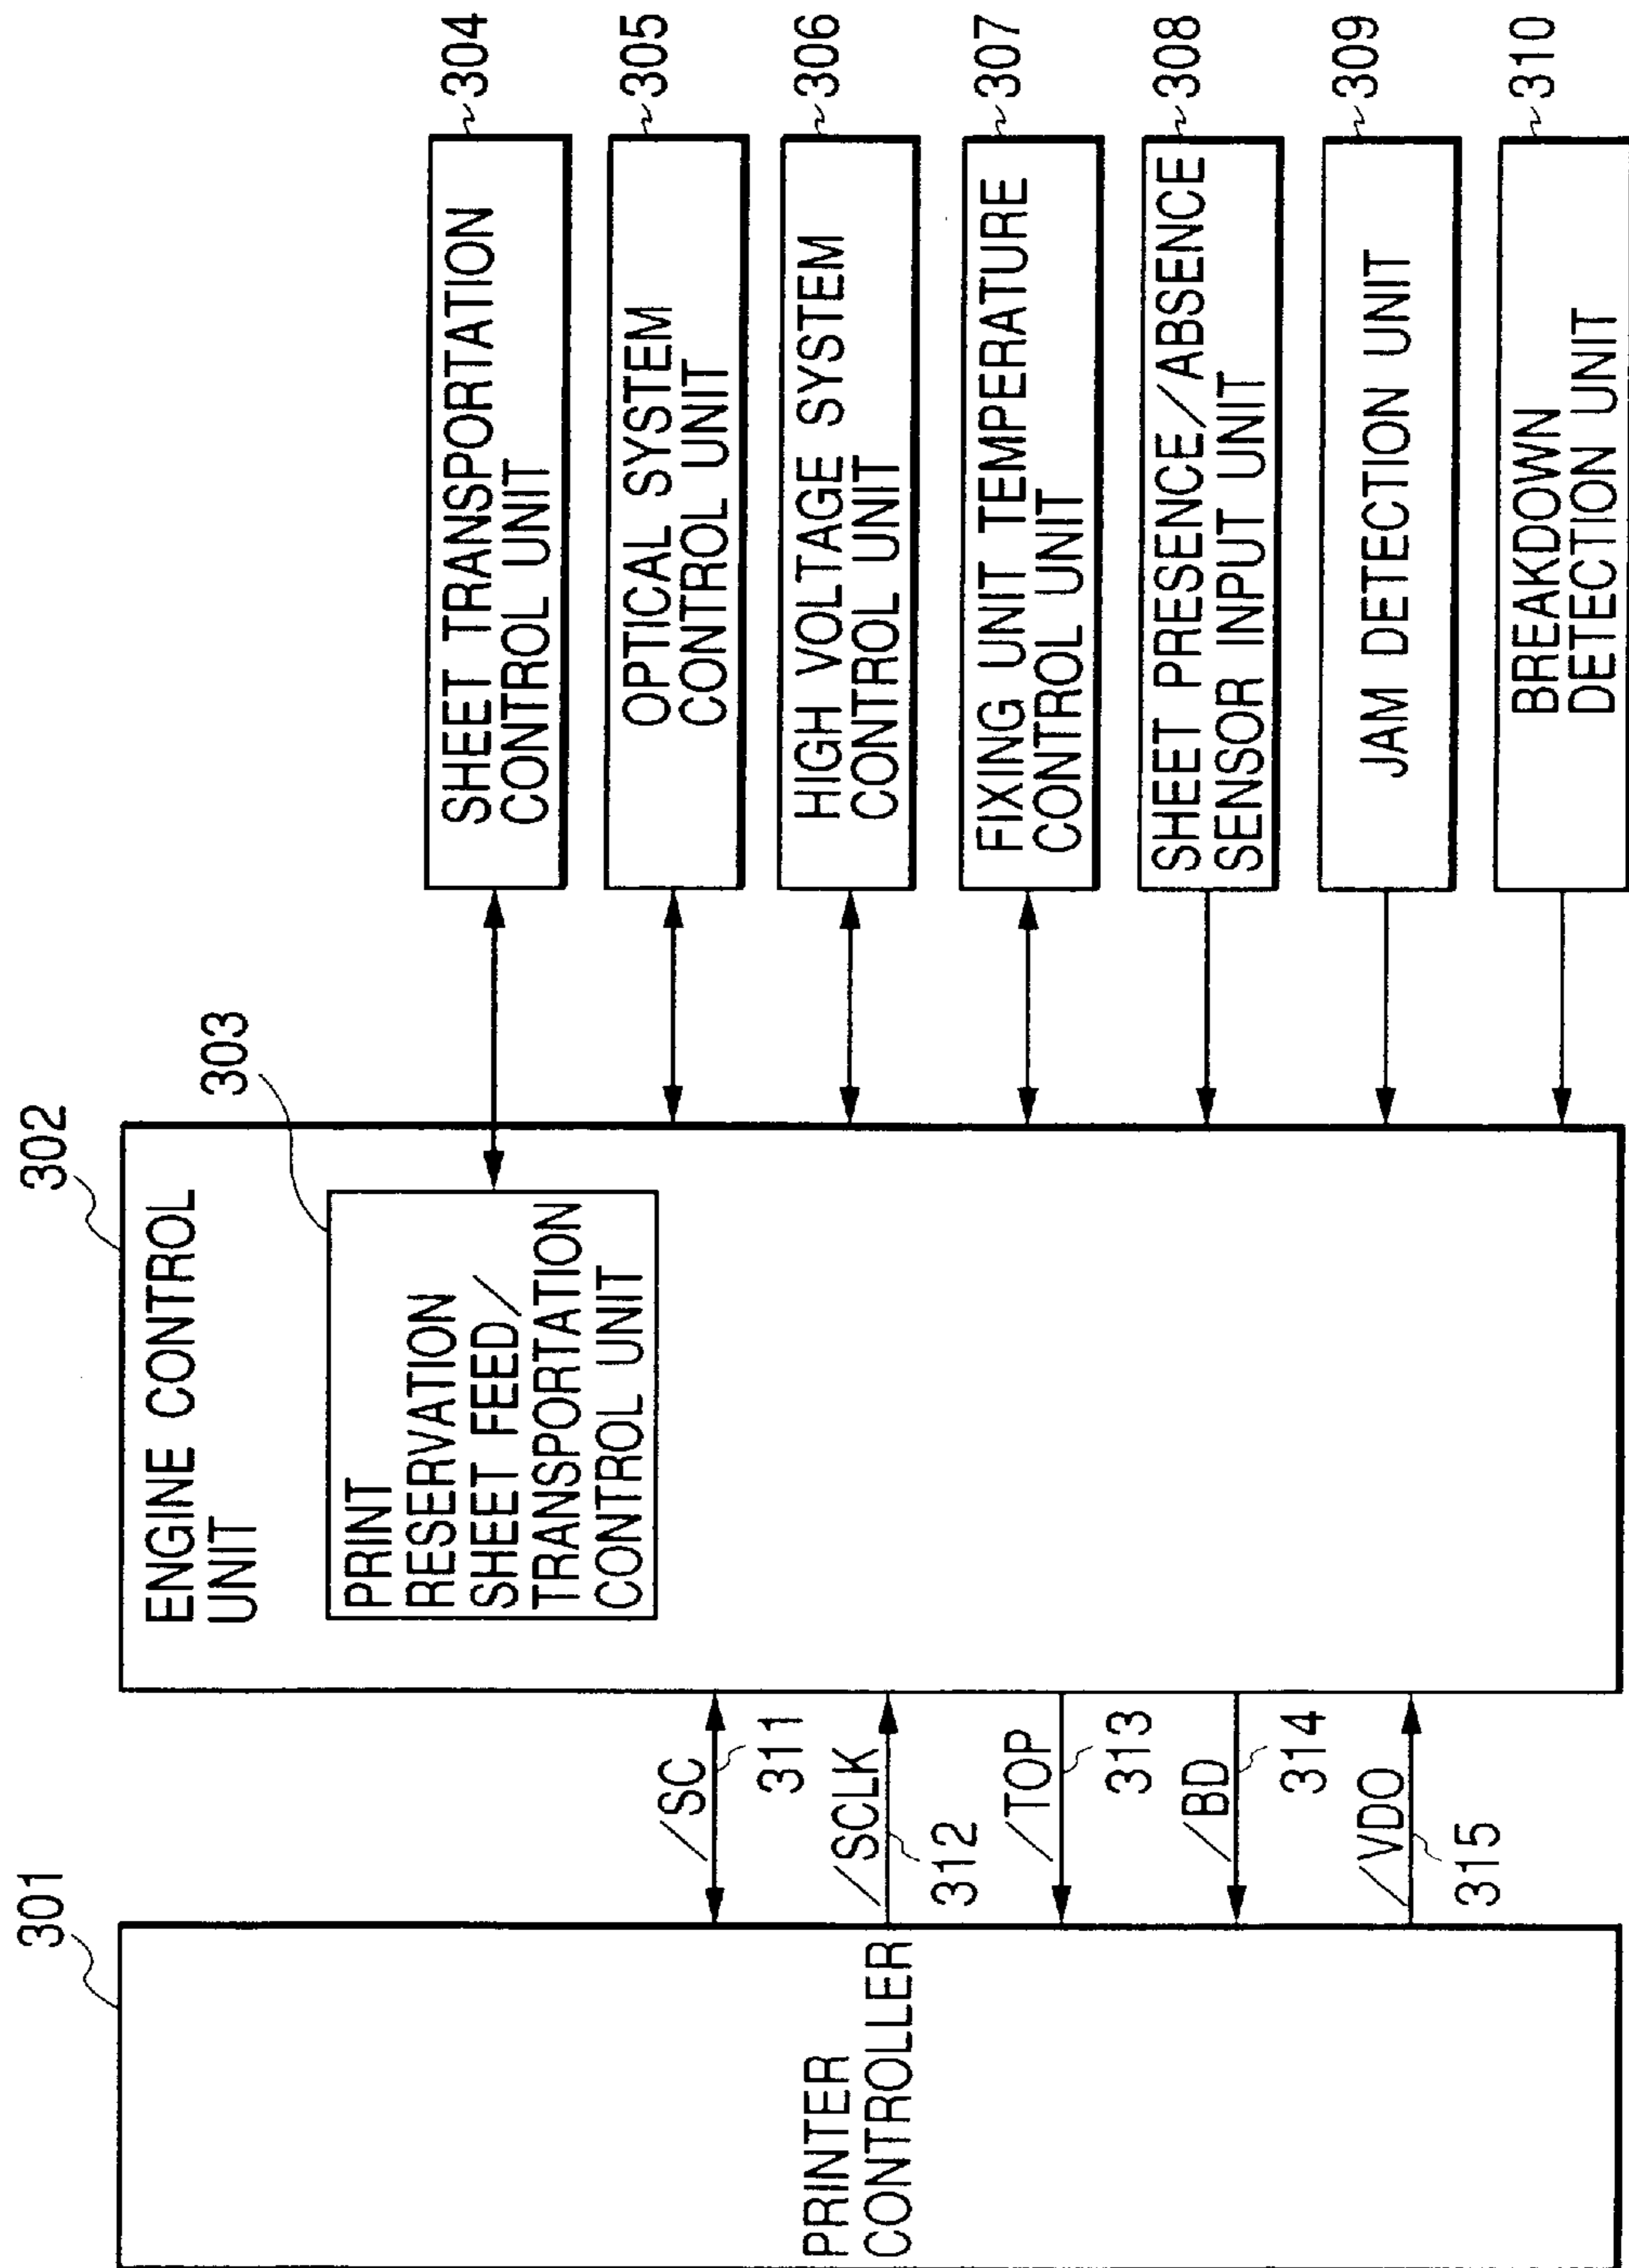 301
PRINTER
CONTROLLER
/SC
311
/SCLK
312
/TOP
313
/BD
314
/VDO
315
302
ENGINE CONTROL
UNIT
303
PRINT
RESERVATION
SHEET FEED/
TRANSPORTATION
CONTROL UNIT
SHEET TRANSPORTATION
CONTROL UNIT
304
OPTICAL SYSTEM
CONTROL UNIT
305
HIGH VOLTAGE SYSTEM
CONTROL UNIT
306
FIXING UNIT TEMPERATURE
CONTROL UNIT
307
SHEET PRESENCE/ABSENCE
SENSOR INPUT UNIT
308
JAM DETECTION UNIT
309
BREAKDOWN
DETECTION UNIT
310